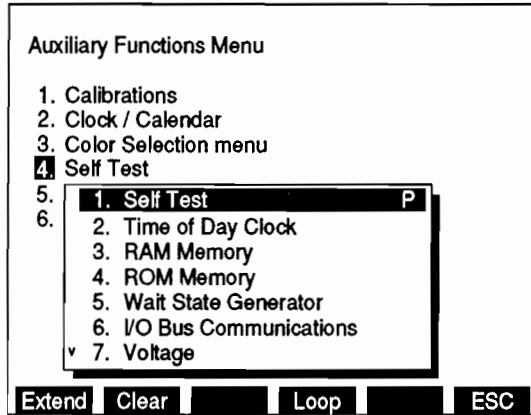 Auxiliary Functions Menu
1. Calibrations
2. Clock / Calendar
3. Color Selection menu
4. Self Test
5.
6.
1. Self Test P
2. Time of Day Clock
3. RAM Memory
4. ROM Memory
5. Wait State Generator
6. I/O Bus Communications
v 7. Voltage
Extend Clear Loop ESC